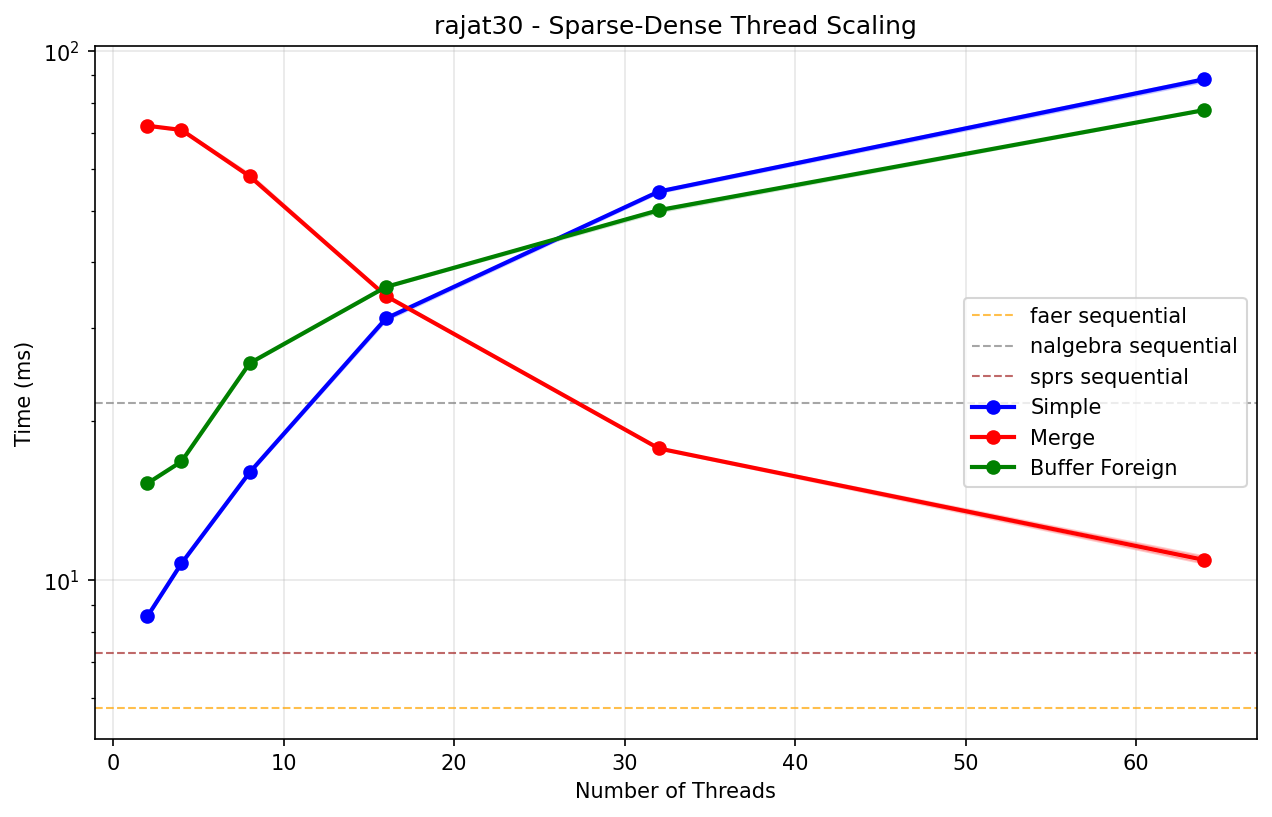 rajat30 - Sparse-Dense Thread Scaling
Time (ms)
10²
10¹
faer sequential
nalgebra sequential
sprs sequential
Simple
Merge
Buffer Foreign
0 10 20 30 40 50 60
Number of Threads